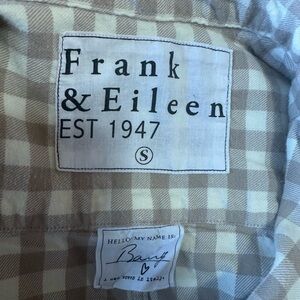 Frank
& Eileen
EST 1947
S
HELLO MY NAME IS:
Barry